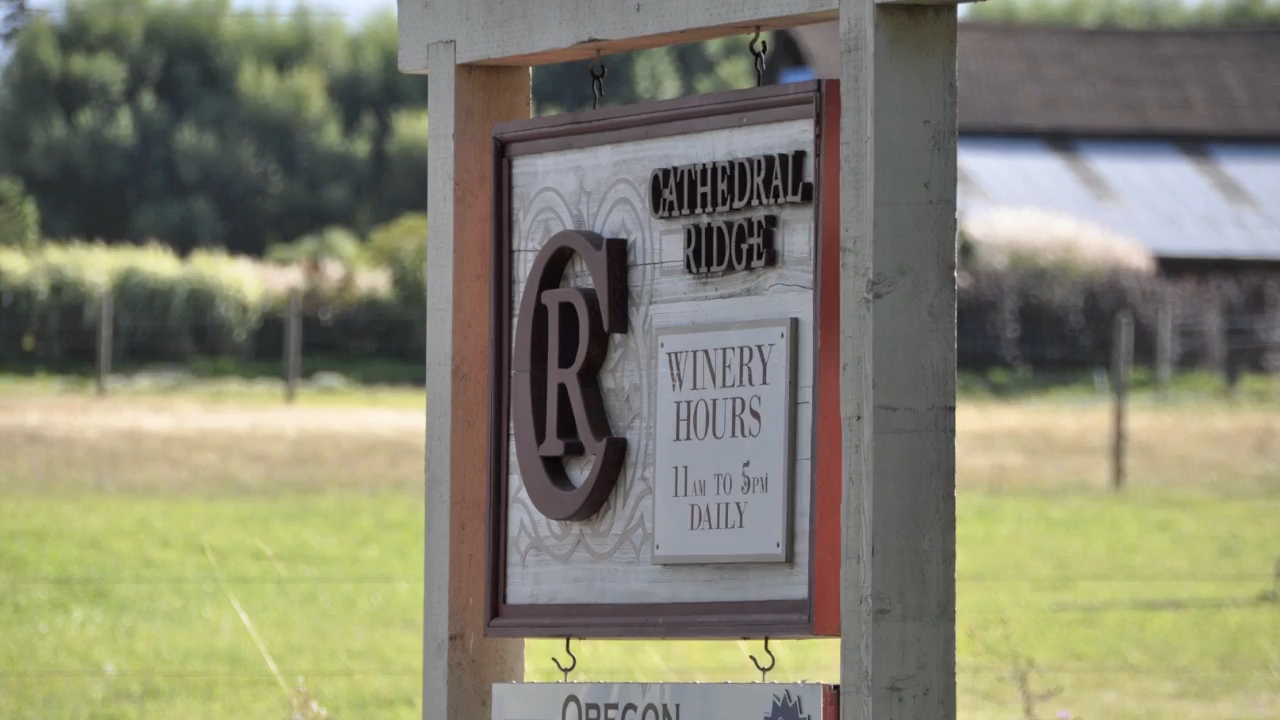 CATHEDRAL
RIDGE
CR
WINERY
HOURS
11AM TO 5PM
DAILY
OREGON